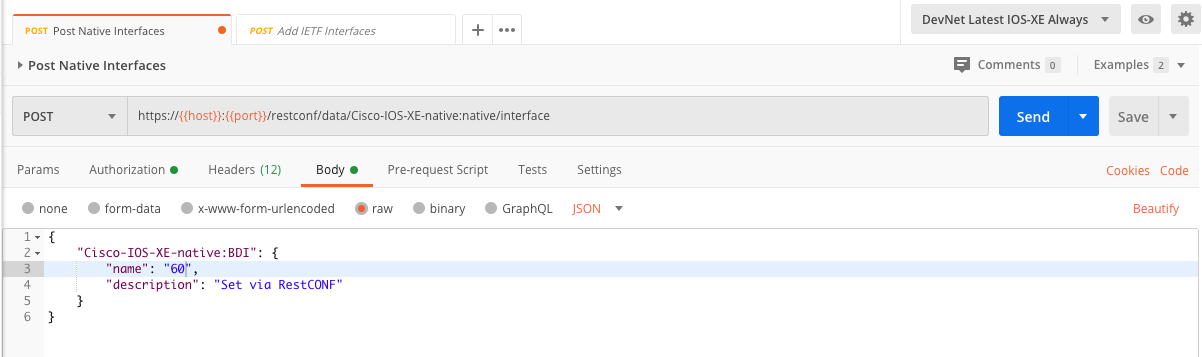 POST Post Native Interfaces POST Add IETF Interfaces + ••• DevNet Latest IOS-XE Always
Post Native Interfaces Comments 0 Examples 2
POST https://{{host}}:{{port}}/restconf/data/Cisco-IOS-XE-native:native/interface Send Save
Params Authorization Headers (12) Body Pre-request Script Tests Settings Cookies Code
none form-data x-www-form-urlencoded raw binary GraphQL JSON Beautify
1 {
2 "Cisco-IOS-XE-native:BDI": {
3 "name": "60",
4 "description": "Set via RestCONF"
5 }
6 }